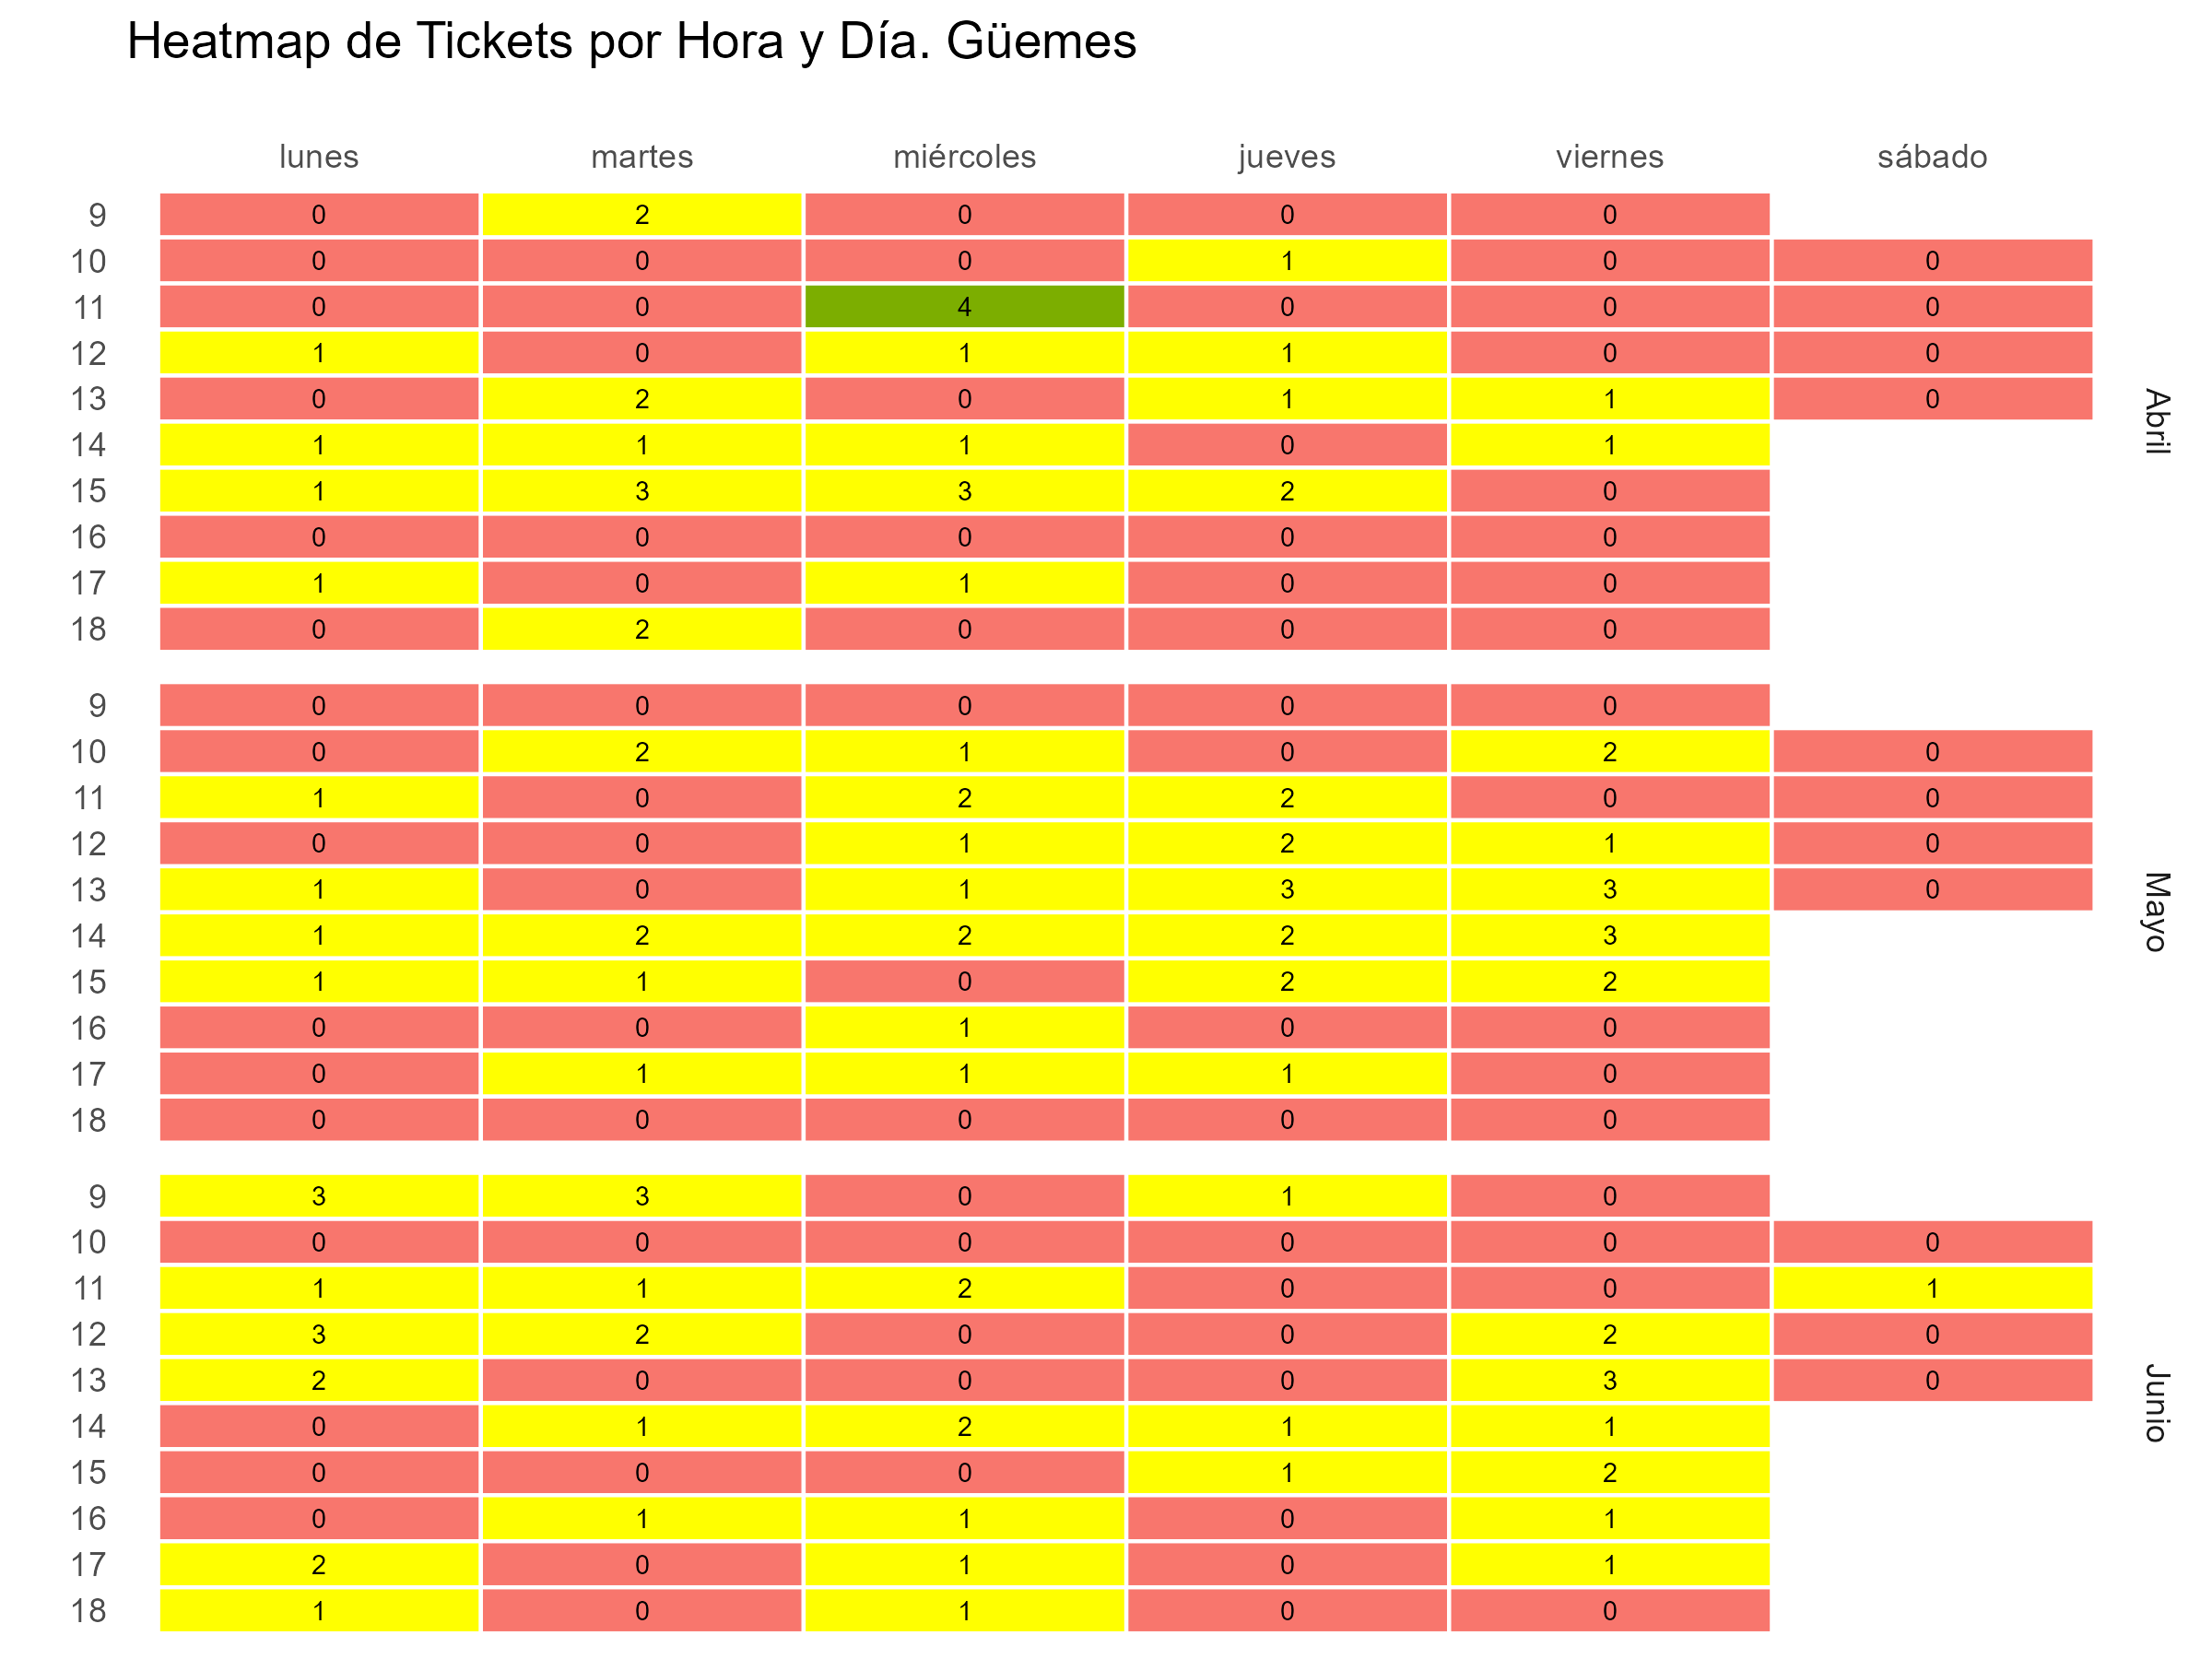 Heatmap de Tickets por Hora y Día. Güemes
lunes martes miércoles jueves viernes sábado
9 0 2 0 0 0
10 0 0 0 1 0 0
11 0 0 4 0 0 0
12 1 0 1 1 0 0
13 0 2 0 1 1 0
14 1 1 1 0 1
15 1 3 3 2 0
16 0 0 0 0 0
17 1 0 1 0 0
18 0 2 0 0 0
Abril
9 0 0 0 0 0
10 0 2 1 0 2 0
11 1 0 2 2 0 0
12 0 0 1 2 1 0
13 1 0 1 3 3 0
14 1 2 2 2 3
15 1 1 0 2 2
16 0 0 1 0 0
17 0 1 1 1 0
18 0 0 0 0 0
Mayo
9 3 3 0 1 0
10 0 0 0 0 0 0
11 1 1 2 0 0 1
12 3 2 0 0 2 0
13 2 0 0 0 3 0
14 0 1 2 1 1
15 0 0 0 1 2
16 0 1 1 0 1
17 2 0 1 0 1
18 1 0 1 0 0
Junio